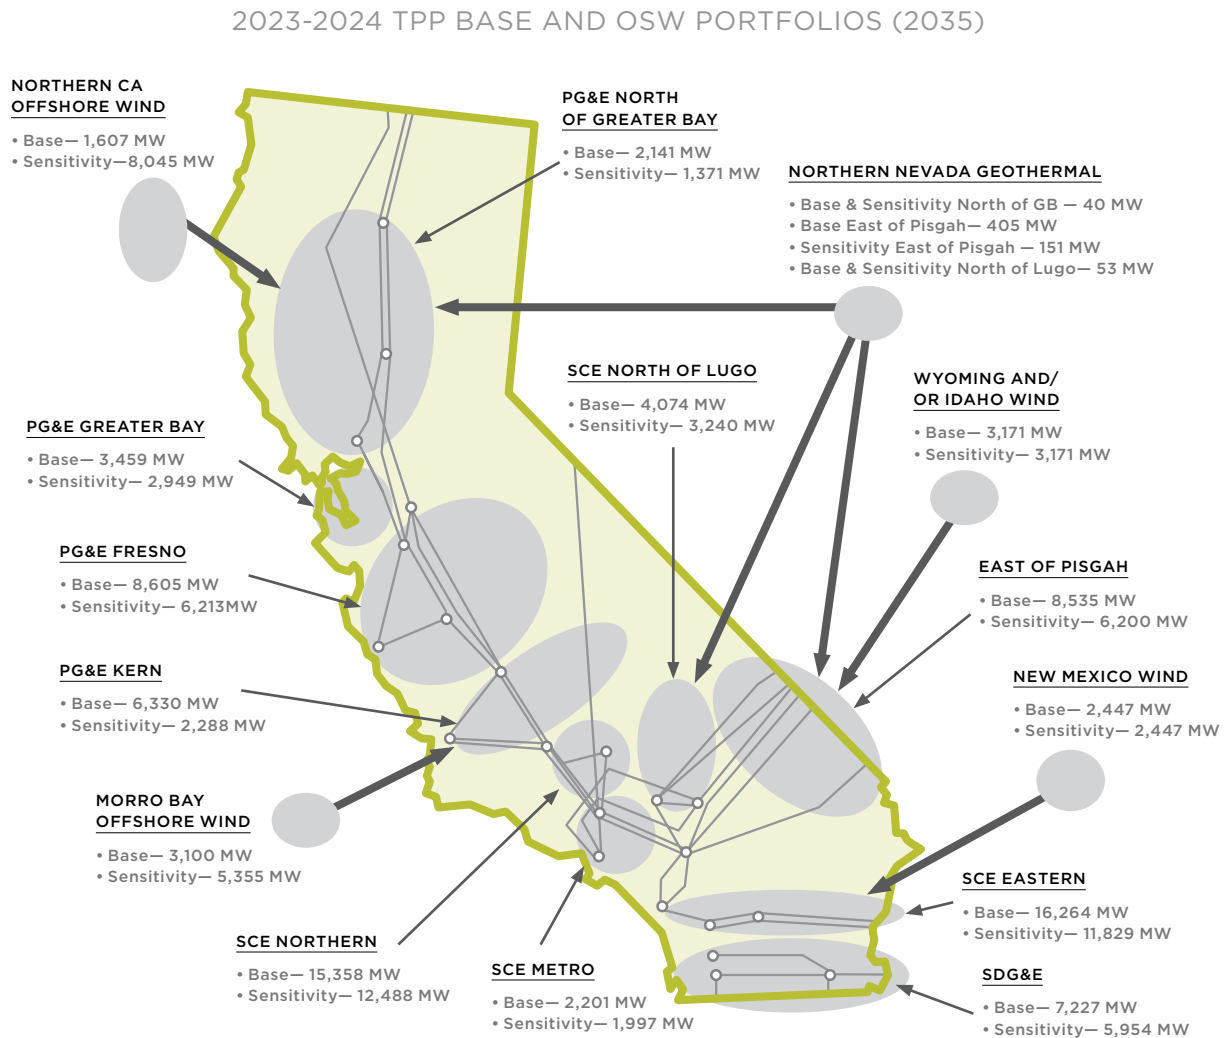 2023-2024 TPP BASE AND OSW PORTFOLIOS (2035)
NORTHERN CA
OFFSHORE WIND
• Base— 1,607 MW
• Sensitivity—8,045 MW
PG&E NORTH
OF GREATER BAY
• Base— 2,141 MW
• Sensitivity— 1,371 MW
NORTHERN NEVADA GEOTHERMAL
• Base & Sensitivity North of GB — 40 MW
• Base East of Pisgah— 405 MW
• Sensitivity East of Pisgah — 151 MW
• Base & Sensitivity North of Lugo— 53 MW
SCE NORTH OF LUGO
• Base— 4,074 MW
• Sensitivity— 3,240 MW
WYOMING AND/
OR IDAHO WIND
• Base— 3,171 MW
• Sensitivity— 3,171 MW
PG&E GREATER BAY
• Base— 3,459 MW
• Sensitivity— 2,949 MW
PG&E FRESNO
• Base— 8,605 MW
• Sensitivity— 6,213MW
EAST OF PISGAH
• Base— 8,535 MW
• Sensitivity— 6,200 MW
PG&E KERN
• Base— 6,330 MW
• Sensitivity— 2,288 MW
NEW MEXICO WIND
• Base— 2,447 MW
• Sensitivity— 2,447 MW
MORRO BAY
OFFSHORE WIND
• Base— 3,100 MW
• Sensitivity— 5,355 MW
SCE EASTERN
• Base— 16,264 MW
• Sensitivity— 11,829 MW
SCE NORTHERN
• Base— 15,358 MW
• Sensitivity— 12,488 MW
SCE METRO
• Base— 2,201 MW
• Sensitivity— 1,997 MW
SDG&E
• Base— 7,227 MW
• Sensitivity— 5,954 MW